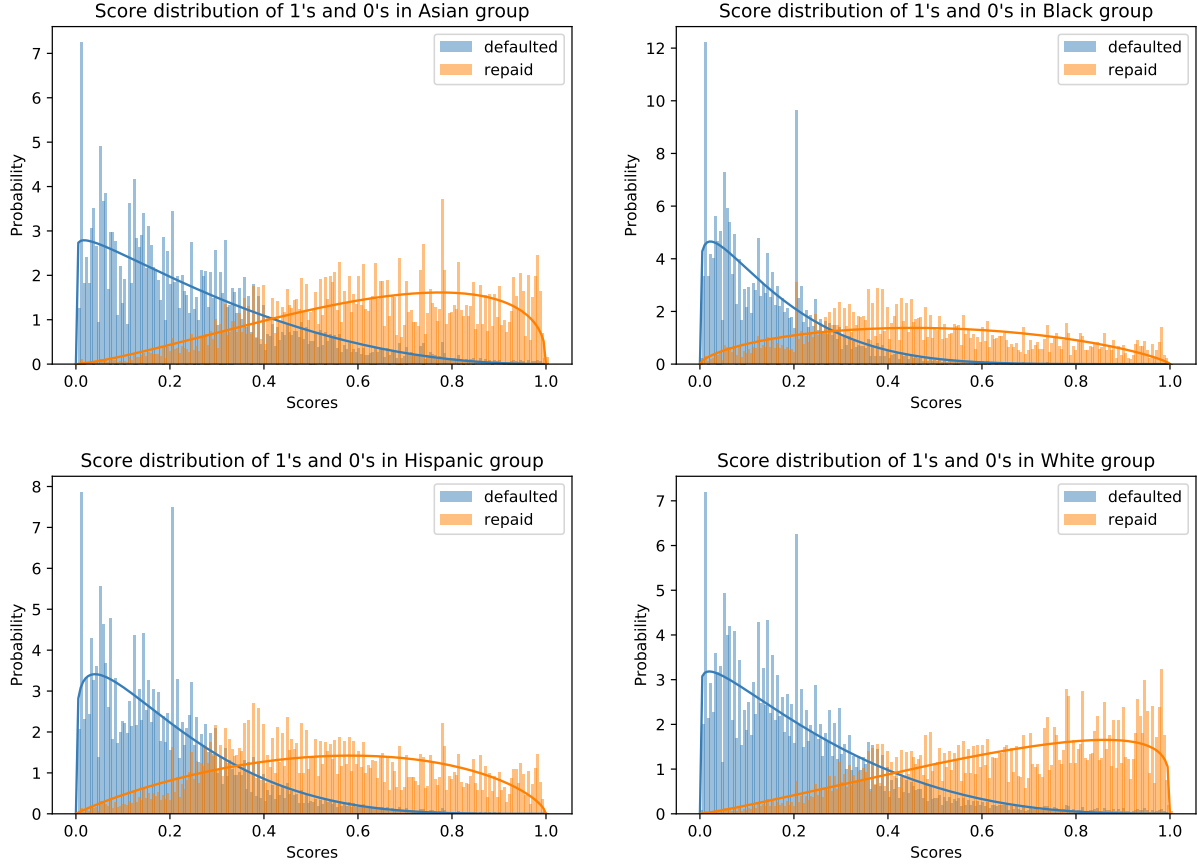 Score distribution of 1's and 0's in Asian group
defaulted
repaid
7
6
5
4
3
2
1
0
Probability
0.0 0.2 0.4 0.6 0.8 1.0
Scores
Score distribution of 1's and 0's in Black group
defaulted
repaid
12
10
8
6
4
2
0
Probability
0.0 0.2 0.4 0.6 0.8 1.0
Scores
Score distribution of 1's and 0's in Hispanic group
defaulted
repaid
8
7
6
5
4
3
2
1
0
Probability
0.0 0.2 0.4 0.6 0.8 1.0
Scores
Score distribution of 1's and 0's in White group
defaulted
repaid
7
6
5
4
3
2
1
0
Probability
0.0 0.2 0.4 0.6 0.8 1.0
Scores